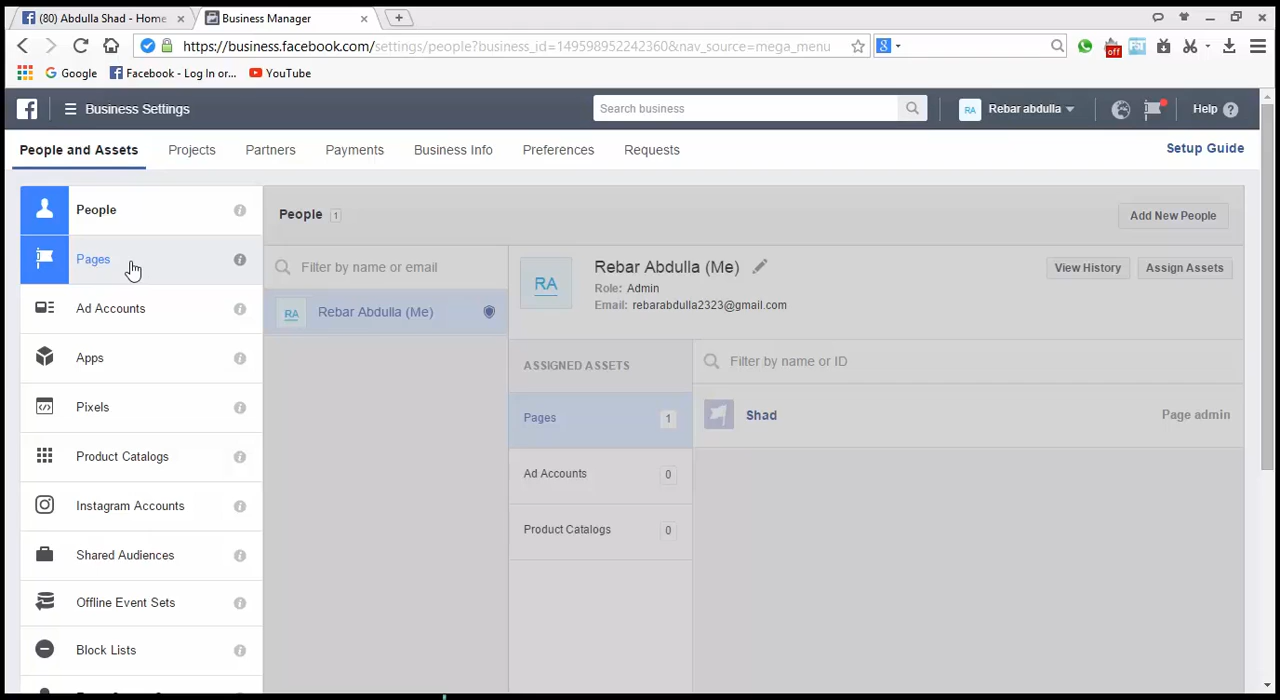 (80) Abdulla Shad - Home
Business Manager
https://business.facebook.com/settings/people?business_id=1495989522423360&nav_source=mega_menu
Google
Facebook - Log In or...
YouTube
off
Business Settings
Search business
RA
Rebar abdulla
Help
People and Assets
Projects
Partners
Payments
Business Info
Preferences
Requests
Setup Guide
People
Pages
Ad Accounts
Apps
Pixels
Product Catalogs
Instagram Accounts
Shared Audiences
Offline Event Sets
Block Lists
People 1
Add New People
Filter by name or email
RA
Rebar Abdulla (Me)
RA
Rebar Abdulla (Me)
Role: Admin
Email: rebarabdulla2323@gmail.com
View History
Assign Assets
ASSIGNED ASSETS
Pages 1
Ad Accounts 0
Product Catalogs 0
Filter by name or ID
Shad
Page admin